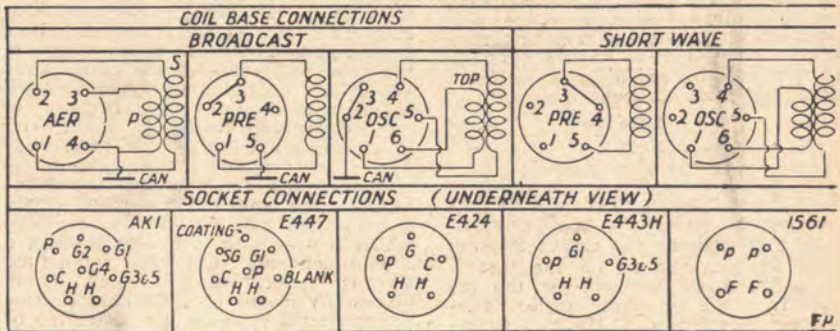 COIL BASE CONNECTIONS
BROADCAST
SHORT WAVE
2 3 S
AER P
1 4
CAN
3
2 PRE 4
1 5
CAN
3 4 TOP
2 OSC 5
1 6
CAN
3
2 PRE 4
1 5
3 4
2 OSC 5
1 6
SOCKET CONNECTIONS (UNDERNEATH VIEW)
AK1
P G2 G1
C G4 G3&5
H H
E447
COATING
SG G1
C P BLANK
H H
E424
G
P C
H H
E443H
G1
P G3&5
H H
1561
P P
F F
FH